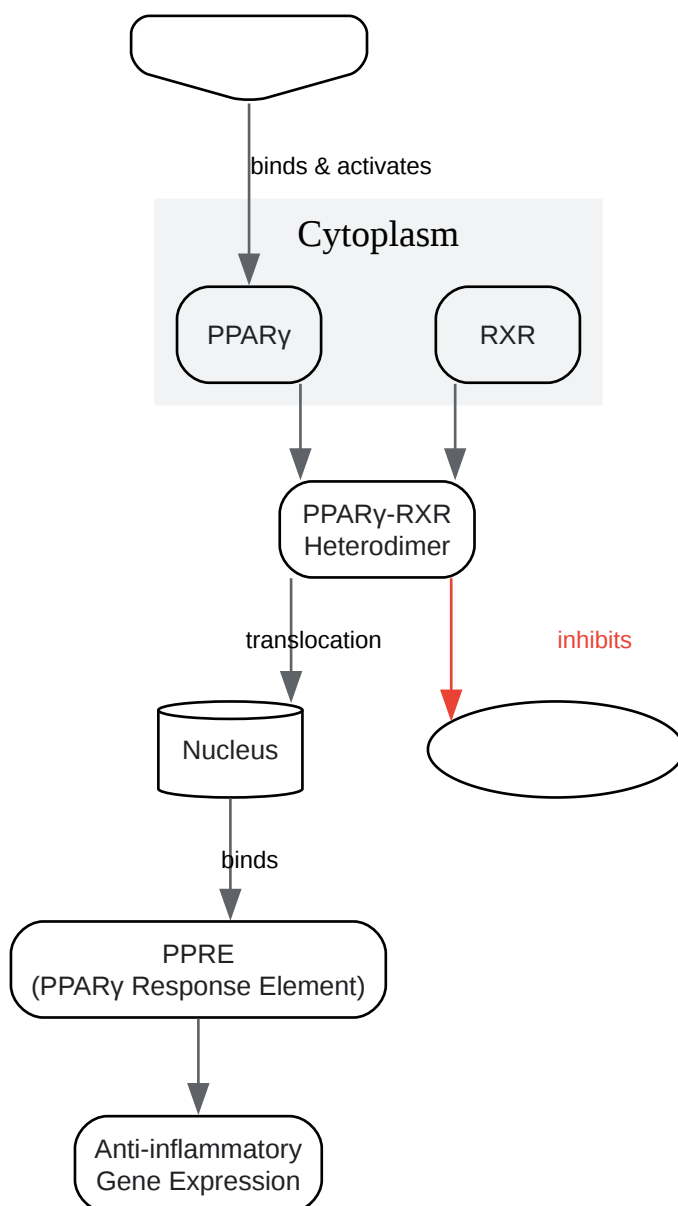 binds & activates
Cytoplasm
PPARγ
RXR
PPARγ-RXR
Heterodimer
translocation
inhibits
Nucleus
binds
PPRE
(PPARγ Response Element)
Anti-inflammatory
Gene Expression